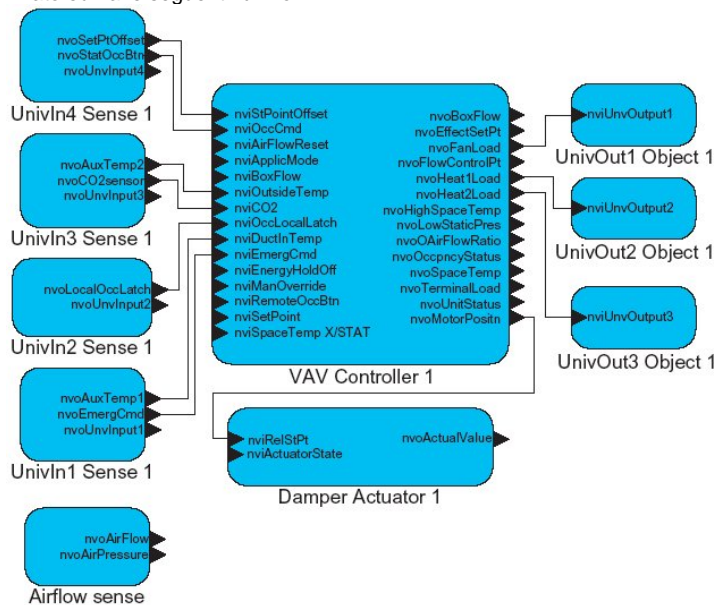 nvoSetPtOffset
nvoStatOccBtn
nvoUnvInput4
UnivIn4 Sense 1
nvoAuxTemp2
nvoCO2sensor
nvoUnvInput3
UnivIn3 Sense 1
nvoLocalOccLatch
nvoUnvInput2
UnivIn2 Sense 1
nvoAuxTemp1
nvoEmergCmd
nvoUnvInput1
UnivIn1 Sense 1
nvoAirFlow
nvoAirPressure
Airflow sense
nviStPointOffset
nviOccCmd
nviAirFlowReset
nviApplicMode
nviBoxFlow
nviOutsideTemp
nviCO2
nviOccLocalLatch
nviDuctInTemp
nviEmergCmd
nviEnergyHoldOff
nviManOverride
nviRemoteOccBtn
nviSetPoint
nviSpaceTemp X/STAT
nvoBoxFlow
nvoEffectSetPt
nvoFanLoad
nvoFlowControlPt
nvoHeat1Load
nvoHeat2Load
nvoHighSpaceTemp
nvoLowStaticPres
nvoOAirFlowRatio
nvoOccpncyStatus
nvoSpaceTemp
nvoTerminalLoad
nvoUnitStatus
nvoMotorPositn
VAV Controller 1
nviRelStPt
nviActuatorState
nvoActualValue
Damper Actuator 1
nviUnvOutput1
UnivOut1 Object 1
nviUnvOutput2
UnivOut2 Object 1
nviUnvOutput3
UnivOut3 Object 1